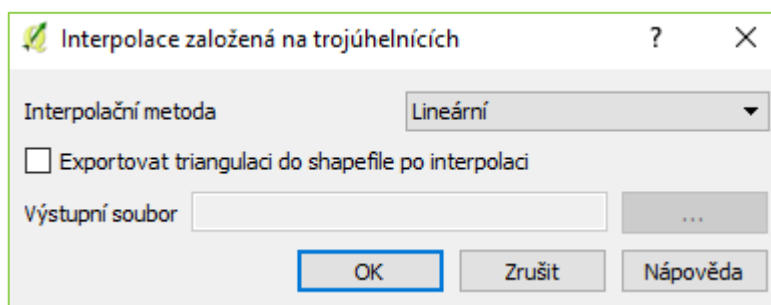 Interpolace založená na trojúhelnících ? X
Interpolační metoda Lineární
Exportovat triangulaci do shapefile po interpolaci
Výstupní soubor ...
OK Zrušit Nápověda